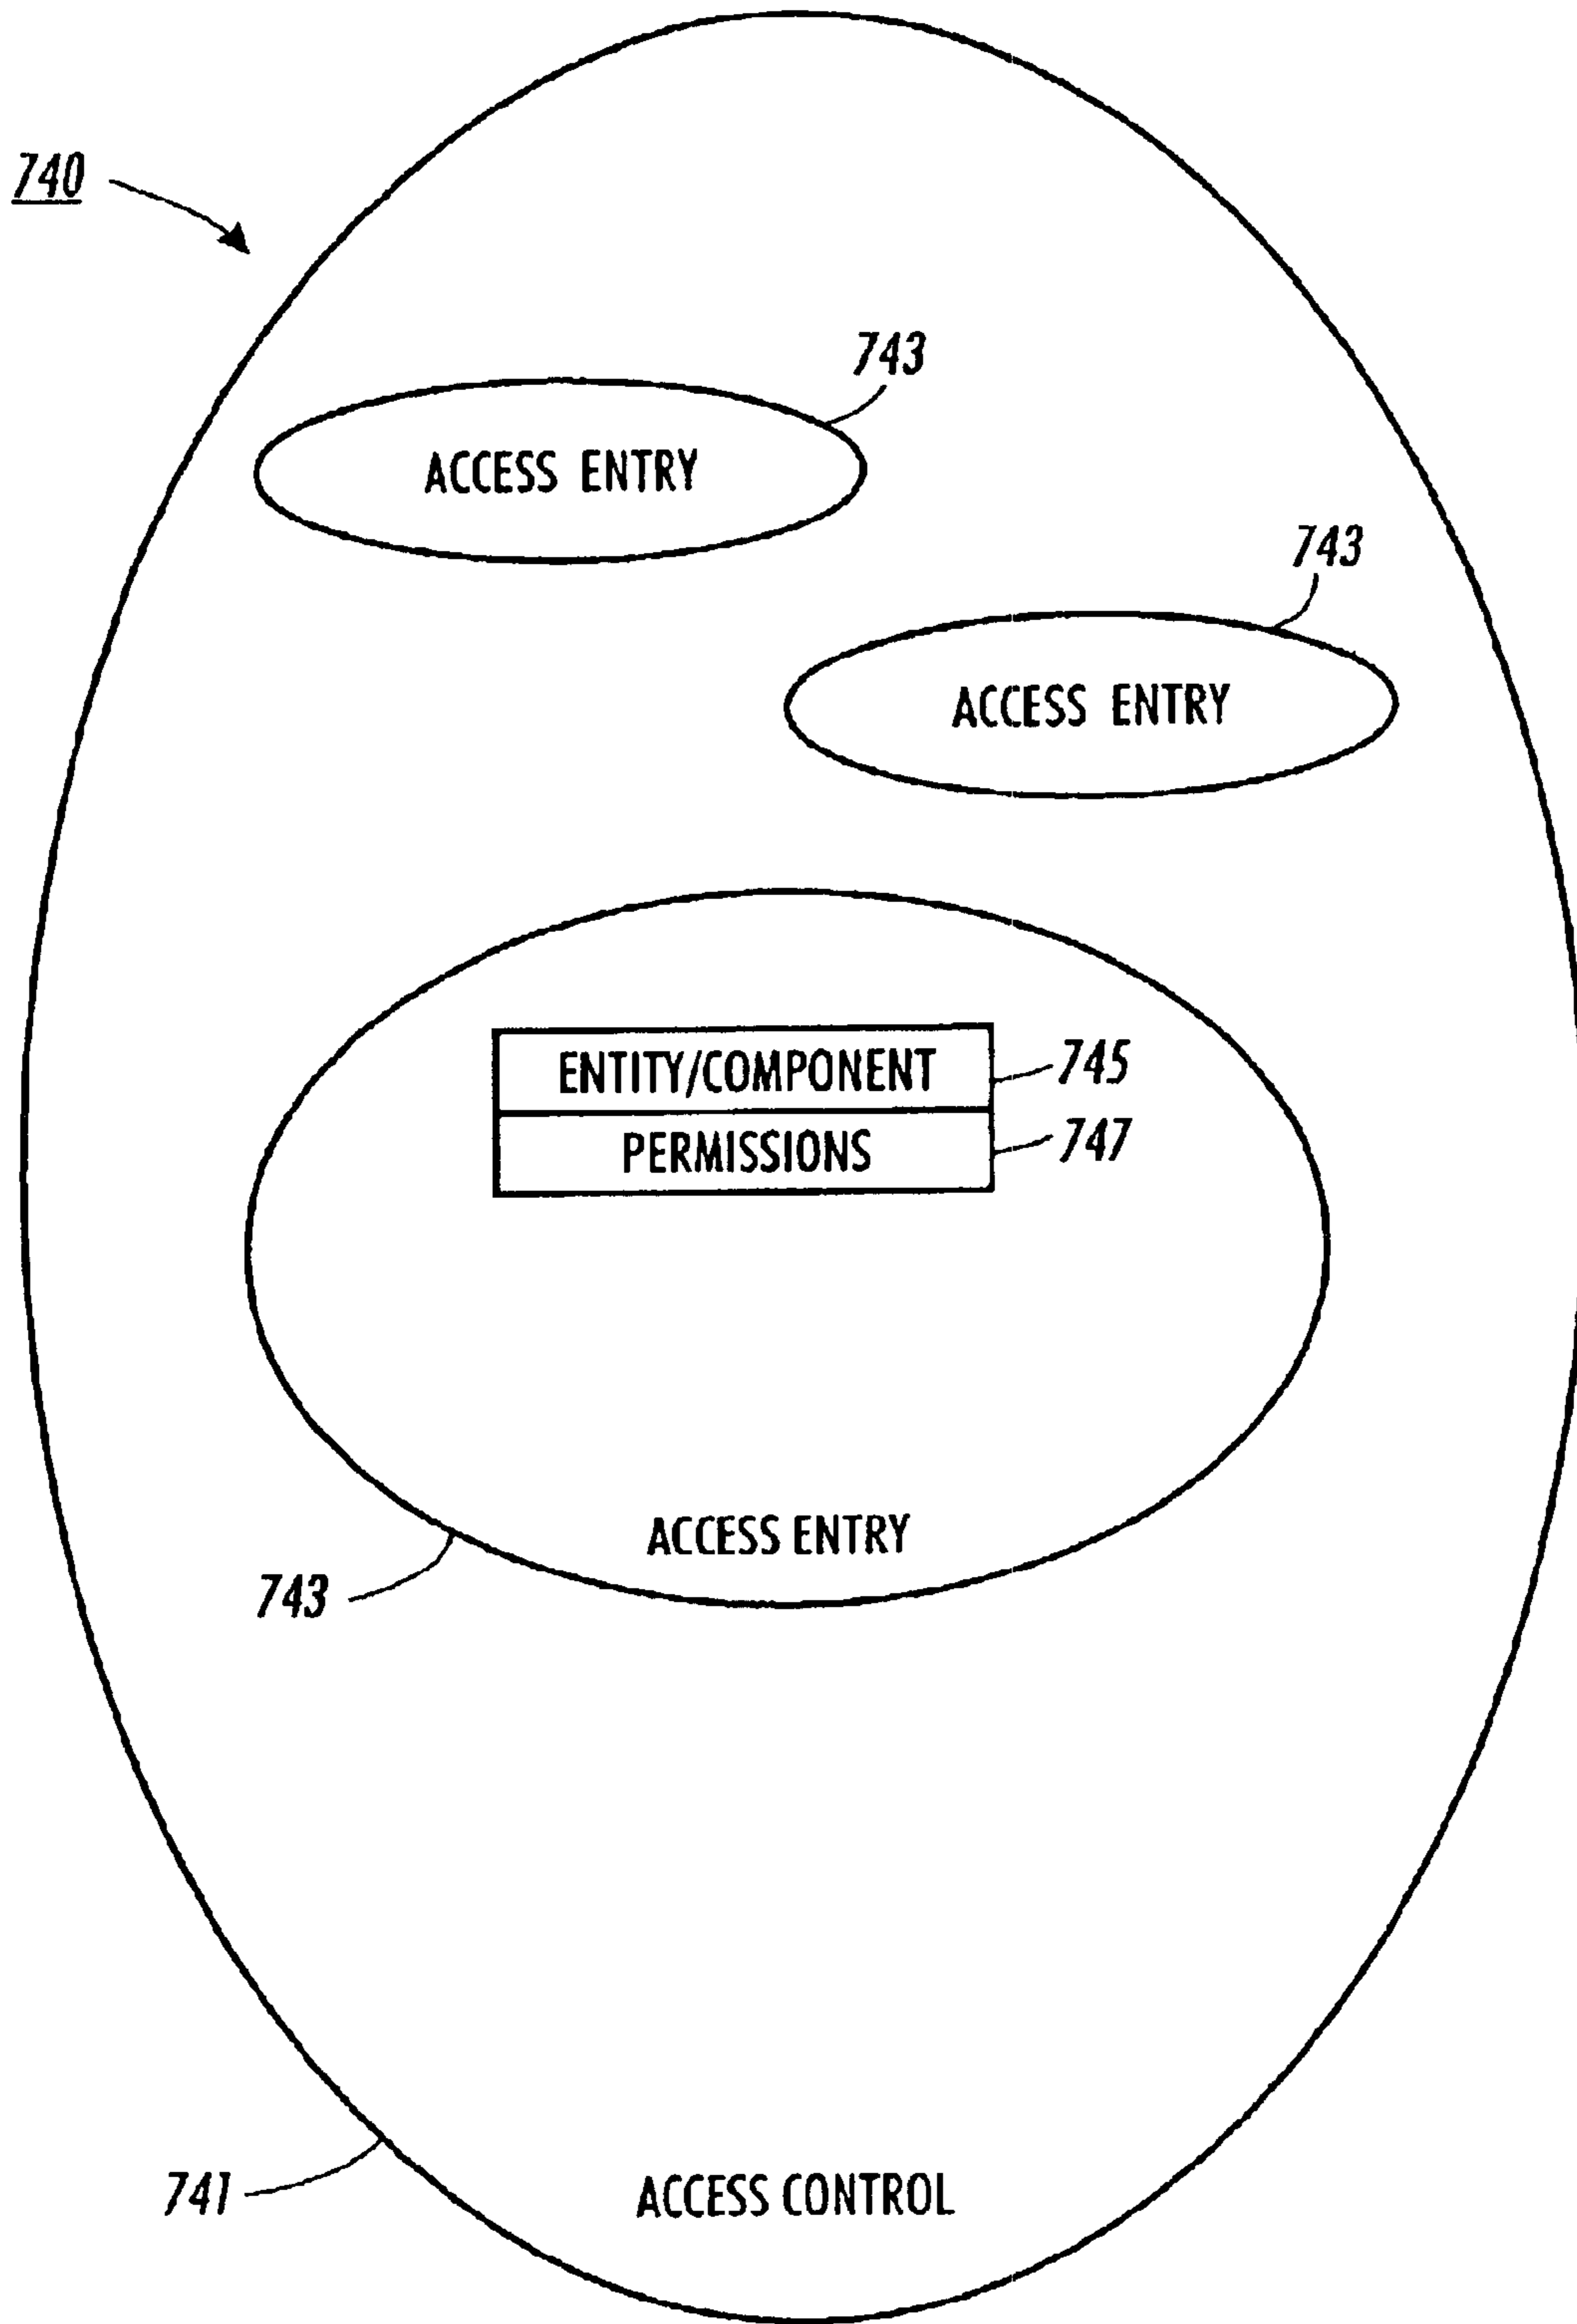 740
743
ACCESS ENTRY
743
ACCESS ENTRY
ENTITY/COMPONENT
745
PERMISSIONS
747
ACCESS ENTRY
743
741
ACCESS CONTROL